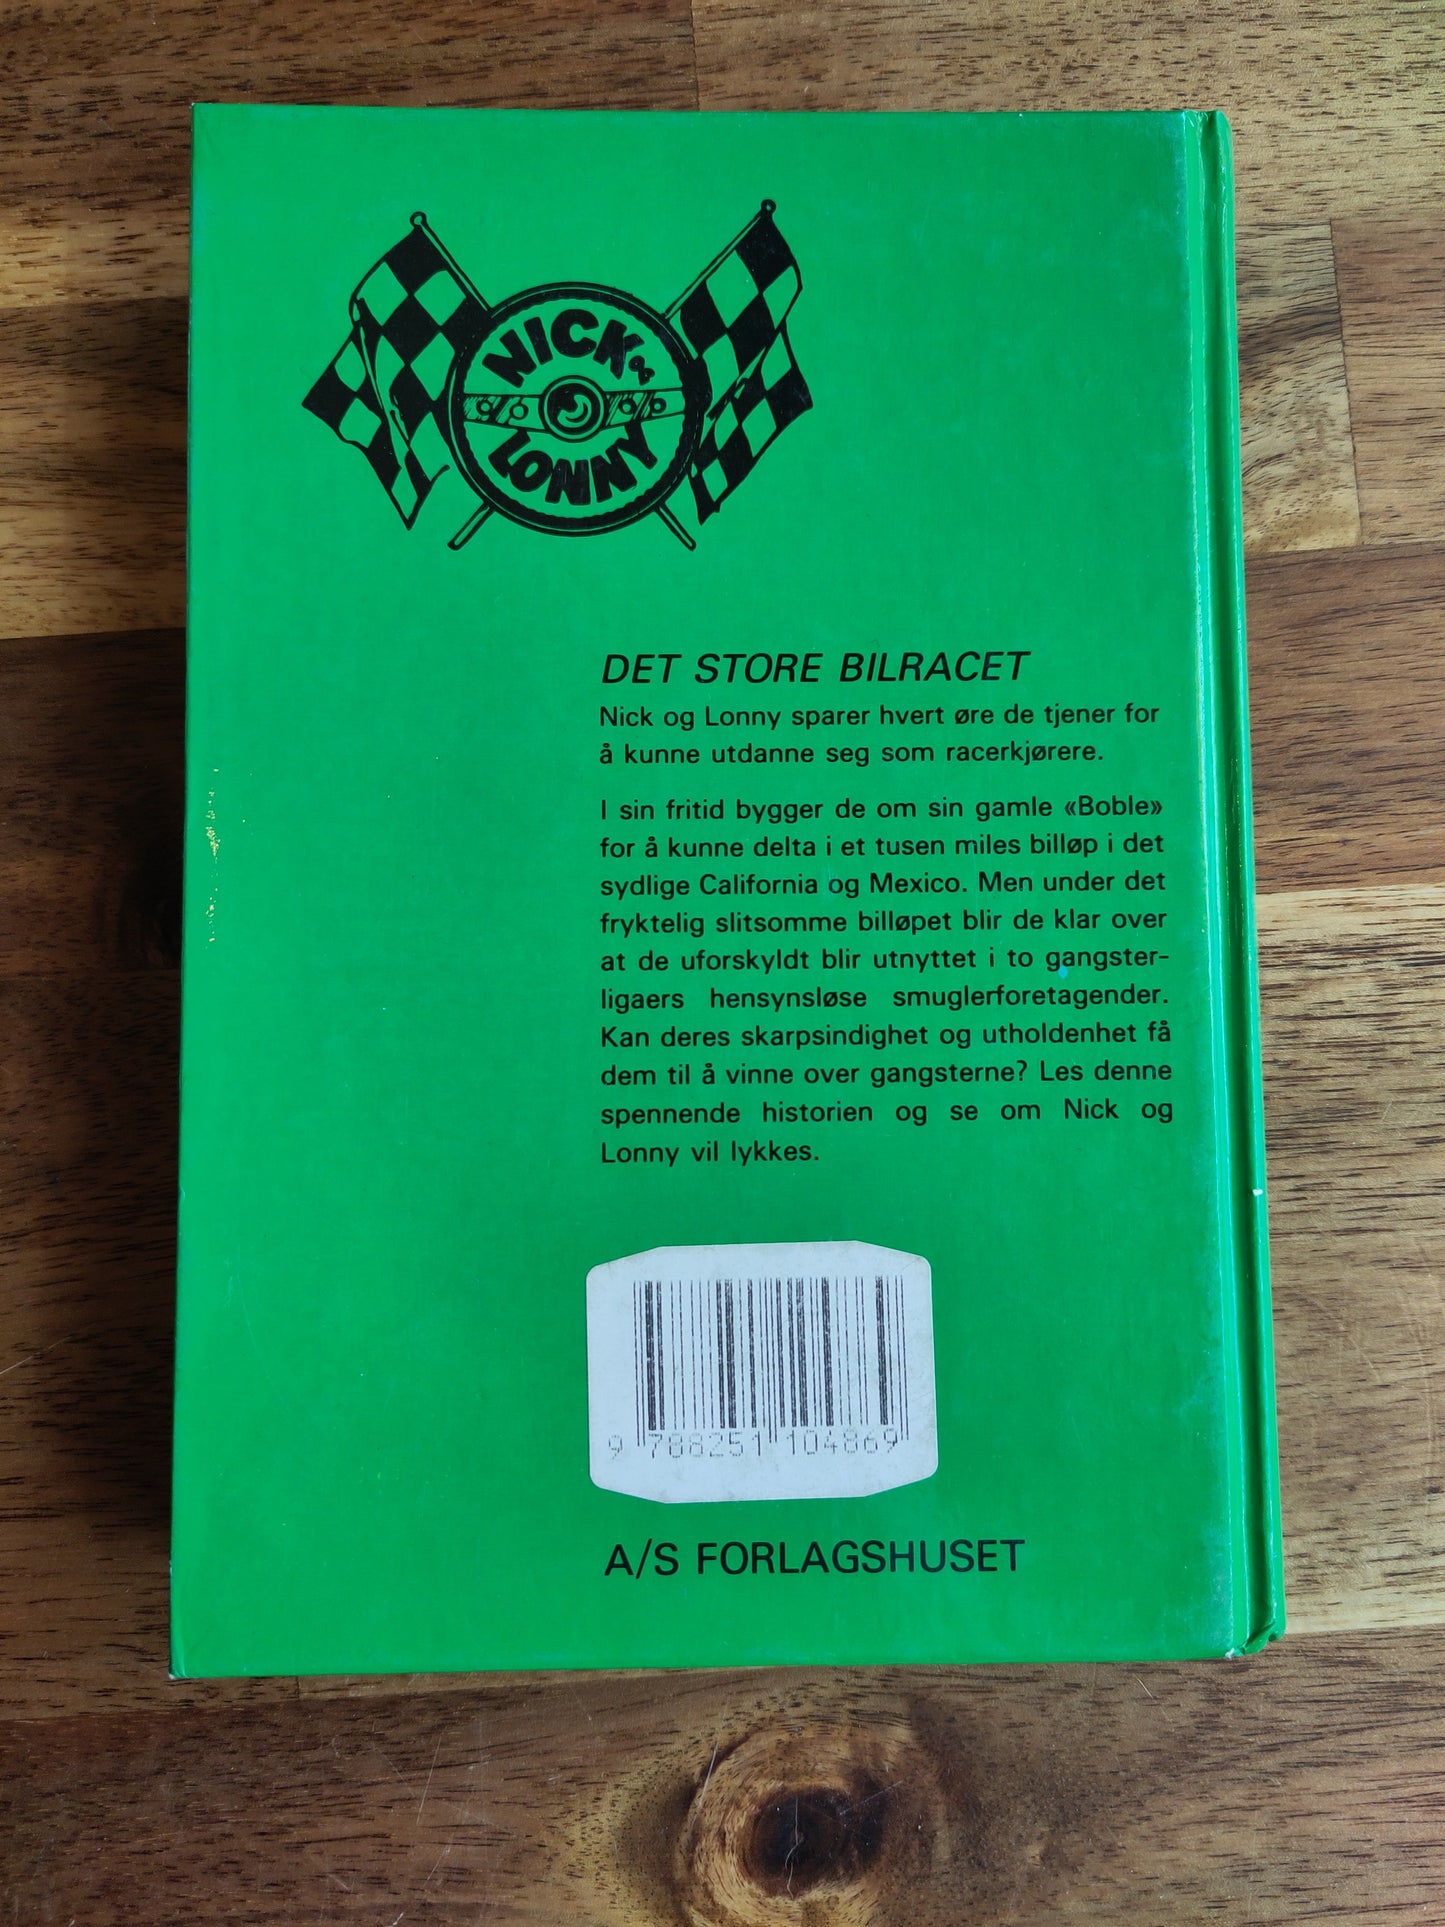 NICK og
LONNY
DET STORE BILRACET
Nick og Lonny sparer hvert øre de tjener for
å kunne utdanne seg som racerkjørere.
I sin fritid bygger de om sin gamle «Boble»
for å kunne delta i et tusen miles billøp i det
sydlige California og Mexico. Men under det
fryktelig slitsomme billøpet blir de klar over
at de uforskyldt blir utnyttet i to gangster-
ligaers hensynsløse smuglerforetagender.
Kan deres skarpsindighet og utholdenhet få
dem til å vinne over gangsterne? Les denne
spennende historien og se om Nick og
Lonny vil lykkes.
9 788251 104869
A/S FORLAGSHUSET